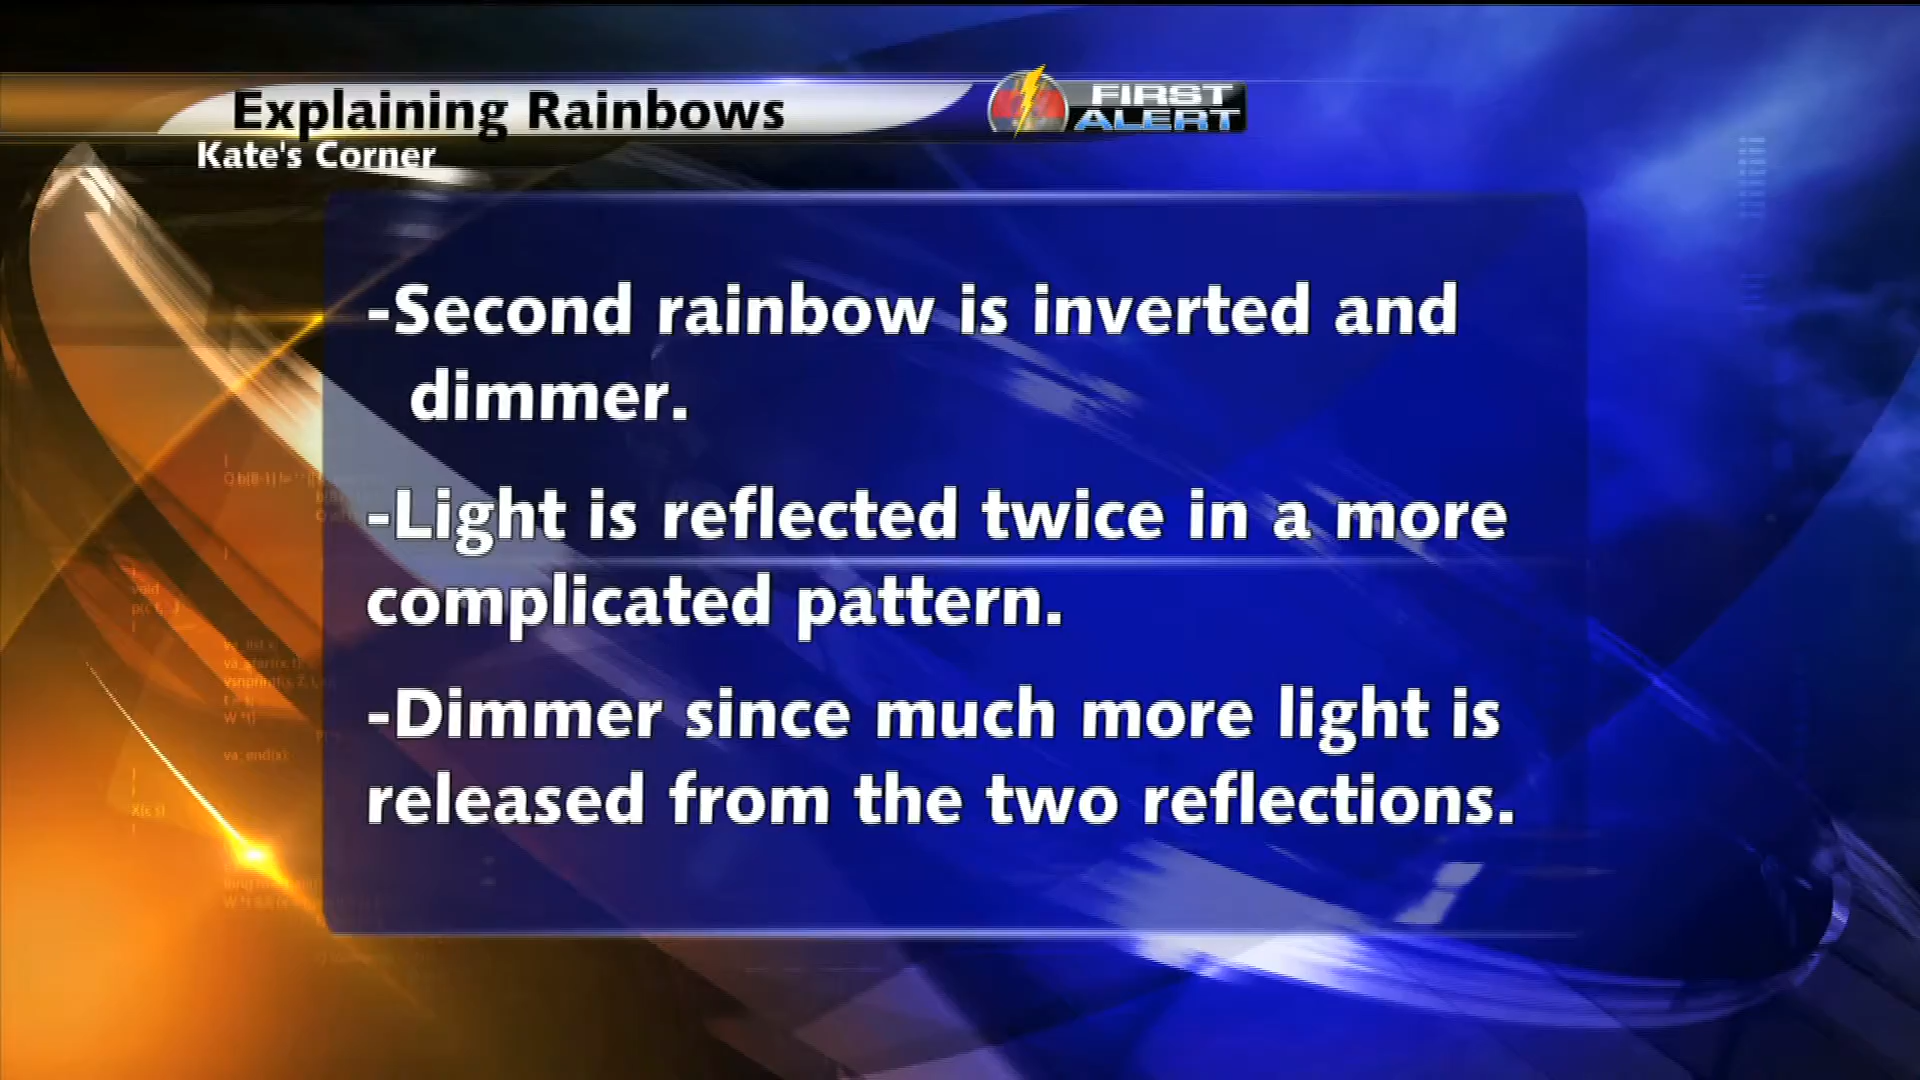 Explaining Rainbows
FIRST
ALERT
Kate's Corner
-Second rainbow is inverted and
dimmer.
-Light is reflected twice in a more
complicated pattern.
-Dimmer since much more light is
released from the two reflections.